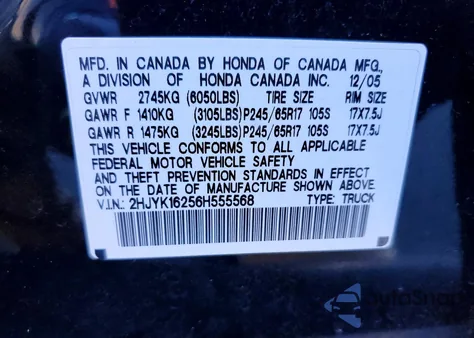 MFD. IN CANADA BY HONDA OF CANADA MFG.,
A DIVISION OF HONDA CANADA INC. 12/05
GVWR 2745KG (6050LBS) TIRE SIZE RIM SIZE
GAWR F 1410KG (3105LBS) P245/65R17 105S 17X7.5J
GAWR R 1475KG (3245LBS) P245/65R17 105S 17X7.5J
THIS VEHICLE CONFORMS TO ALL APPLICABLE
FEDERAL MOTOR VEHICLE SAFETY
AND THEFT PREVENTION STANDARDS IN EFFECT
ON THE DATE OF MANUFACTURE SHOWN ABOVE.
V.I.N.: 2HJYK16256H555568 TYPE: TRUCK